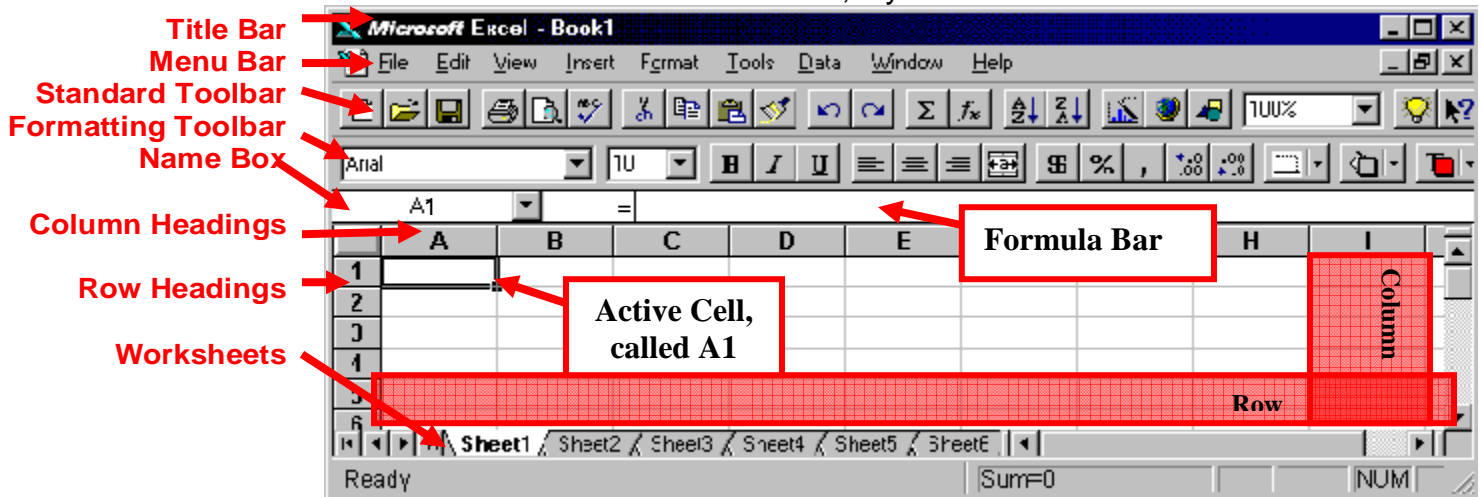 Title Bar
Microsoft Excel - Book1
Menu Bar
File Edit View Insert Format Tools Data Window Help
Standard Toolbar
100%
Formatting Toolbar
Arial 10 B I U
Name Box
A1 =
Formula Bar
Column Headings
A B C D E H I
Row Headings
1
2
3
4
5
6
Active Cell,
called A1
Column
Row
Worksheets
Sheet1 Sheet2 Sheet3 Sheet4 Sheet5 Sheet6
Ready Sum=0 NUM